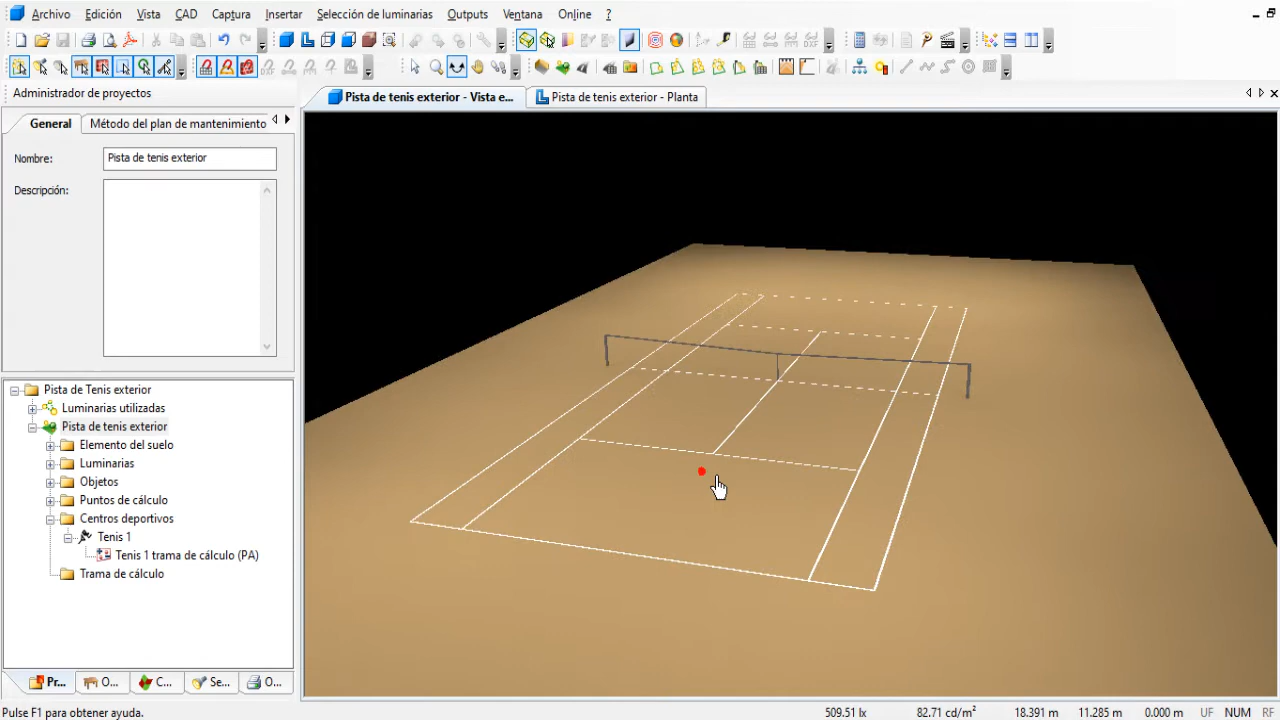 Archivo Edición Vista CAD Captura Insertar Selección de luminarias Outputs Ventana Online ?
Administrador de proyectos
Pista de tenis exterior - Vista e...
Pista de tenis exterior - Planta
General
Método del plan de mantenimiento
Nombre:
Pista de tenis exterior
Descripción:
Pista de Tenis exterior
Luminarias utilizadas
Pista de tenis exterior
Elemento del suelo
Luminarias
Objetos
Puntos de cálculo
Centros deportivos
Tenis 1
Tenis 1 trama de cálculo (PA)
Trama de cálculo
Pr... O... C... Se... O...
Pulse F1 para obtener ayuda.
509.51 lx 82.71 cd/m² 18.391 m 11.285 m 0.000 m UF NUM RF